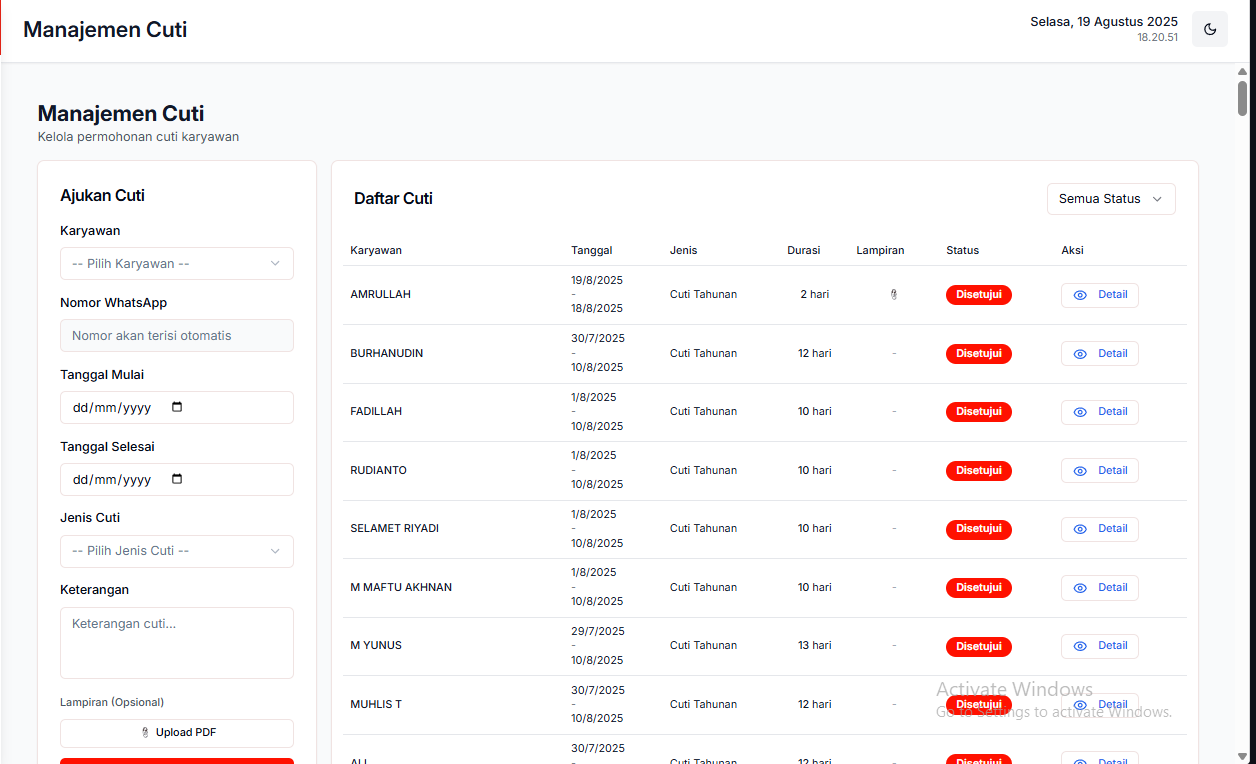 Manajemen Cuti
Selasa, 19 Agustus 2025
18.20.51
Manajemen Cuti
Kelola permohonan cuti karyawan
Ajukan Cuti
Karyawan
-- Pilih Karyawan --
Nomor WhatsApp
Nomor akan terisi otomatis
Tanggal Mulai
dd/mm/yyyy
Tanggal Selesai
dd/mm/yyyy
Jenis Cuti
-- Pilih Jenis Cuti --
Keterangan
Keterangan cuti...
Lampiran (Opsional)
Upload PDF
Daftar Cuti
Semua Status
Karyawan Tanggal Jenis Durasi Lampiran Status Aksi
19/8/2025
AMRULLAH - Cuti Tahunan 2 hari Disetujui Detail
18/8/2025
30/7/2025
BURHANUDIN - Cuti Tahunan 12 hari - Disetujui Detail
10/8/2025
1/8/2025
FADILLAH - Cuti Tahunan 10 hari - Disetujui Detail
10/8/2025
1/8/2025
RUDIANTO - Cuti Tahunan 10 hari - Disetujui Detail
10/8/2025
1/8/2025
SELAMET RIYADI - Cuti Tahunan 10 hari - Disetujui Detail
10/8/2025
1/8/2025
M MAFTU AKHNAN - Cuti Tahunan 10 hari - Disetujui Detail
10/8/2025
29/7/2025
M YUNUS - Cuti Tahunan 13 hari - Disetujui Detail
10/8/2025
30/7/2025
MUHLIS T - Cuti Tahunan 12 hari - Disetujui Detail
10/8/2025
30/7/2025
ALI - Cuti Tahunan 12 hari - Disetujui Detail
Activate Windows
Go to Settings to activate Windows.